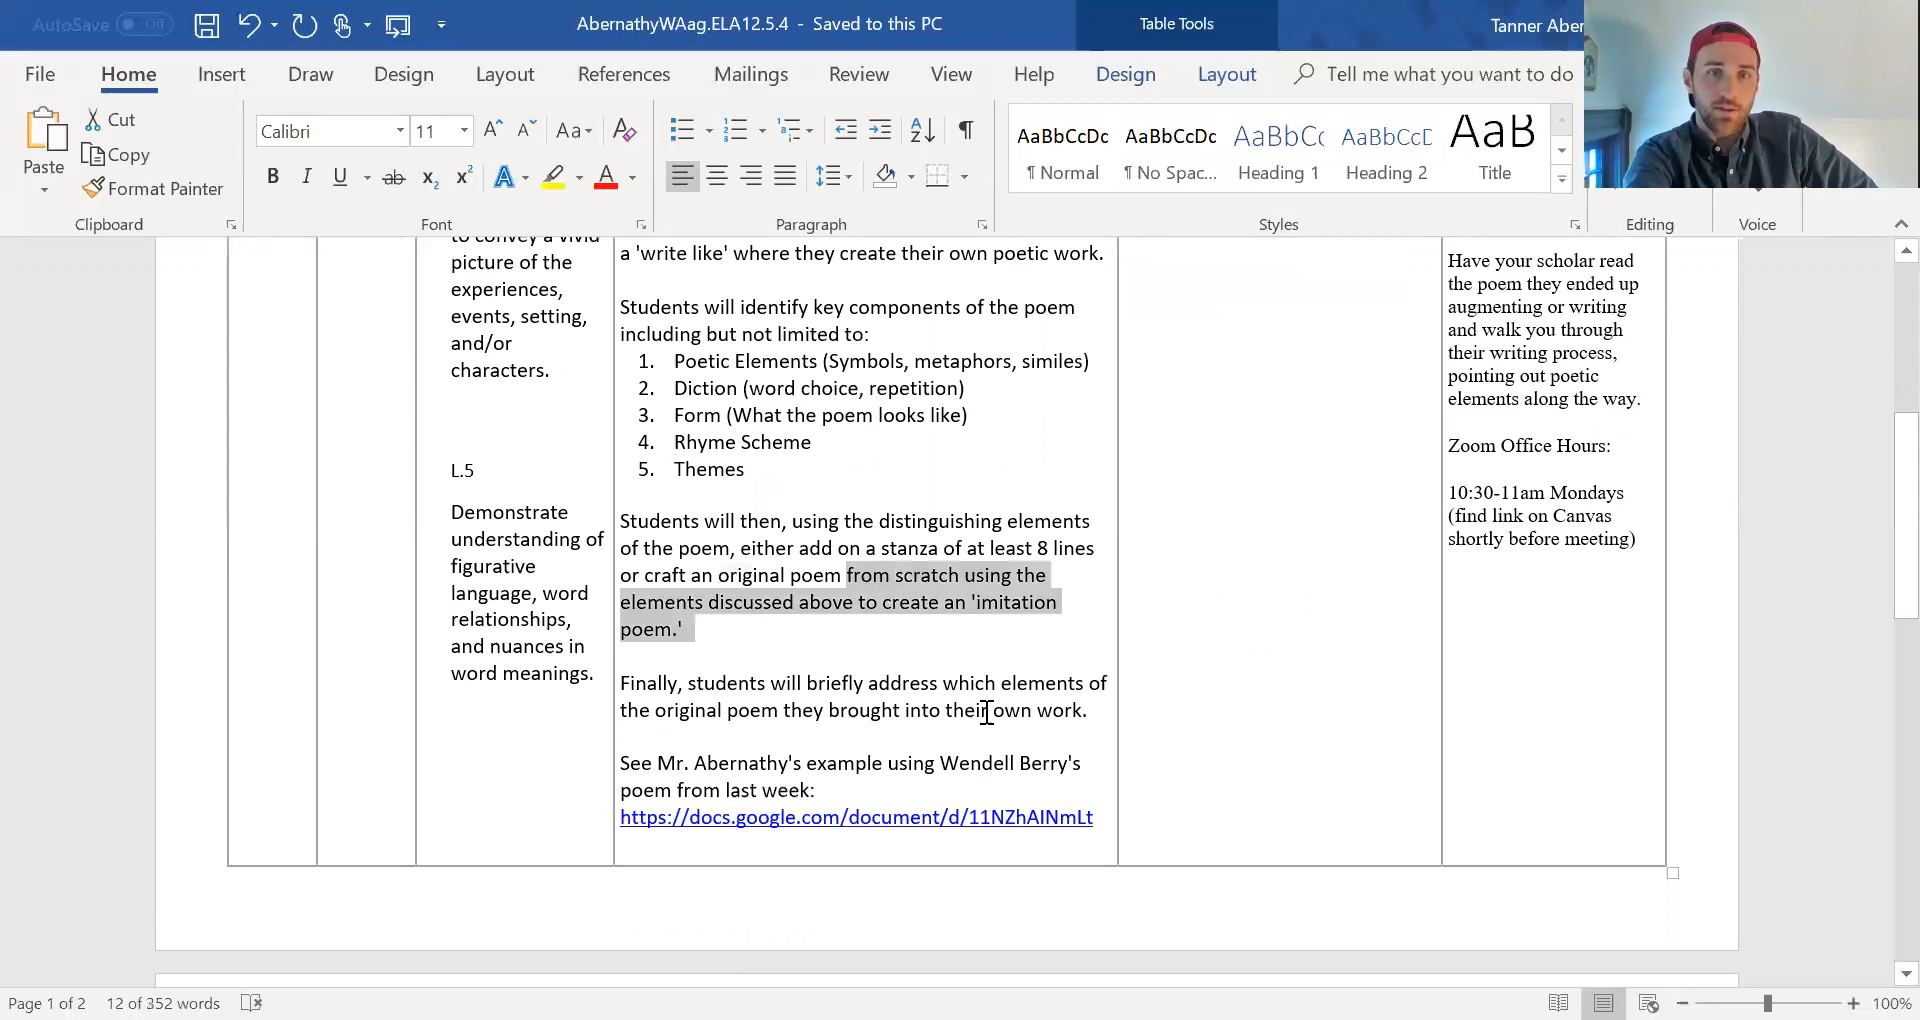 AutoSave Off
AbernathyWAag.ELA12.5.4 - Saved to this PC
Table Tools
Tanner Aber
File Home Insert Draw Design Layout References Mailings Review View Help Design Layout Tell me what you want to do
Paste
Cut
Copy
Format Painter
Clipboard
Calibri 11
Font
Paragraph
AaBbCcDc AaBbCcDc AaBbCc AaBbCcD AaB
¶ Normal ¶ No Spac... Heading 1 Heading 2 Title
Styles
Editing
Voice
to convey a vivid
picture of the
experiences,
events, setting,
and/or
characters.
L.5
Demonstrate
understanding of
figurative
language, word
relationships,
and nuances in
word meanings.
a 'write like' where they create their own poetic work.
Students will identify key components of the poem
including but not limited to:
1. Poetic Elements (Symbols, metaphors, similes)
2. Diction (word choice, repetition)
3. Form (What the poem looks like)
4. Rhyme Scheme
5. Themes
Students will then, using the distinguishing elements
of the poem, either add on a stanza of at least 8 lines
or craft an original poem from scratch using the
elements discussed above to create an 'imitation
poem.'
Finally, students will briefly address which elements of
the original poem they brought into their own work.
See Mr. Abernathy's example using Wendell Berry's
poem from last week:
https://docs.google.com/document/d/11NZhAINmLt
Have your scholar read
the poem they ended up
augmenting or writing
and walk you through
their writing process,
pointing out poetic
elements along the way.
Zoom Office Hours:
10:30-11am Mondays
(find link on Canvas
shortly before meeting)
Page 1 of 2 12 of 352 words
100%